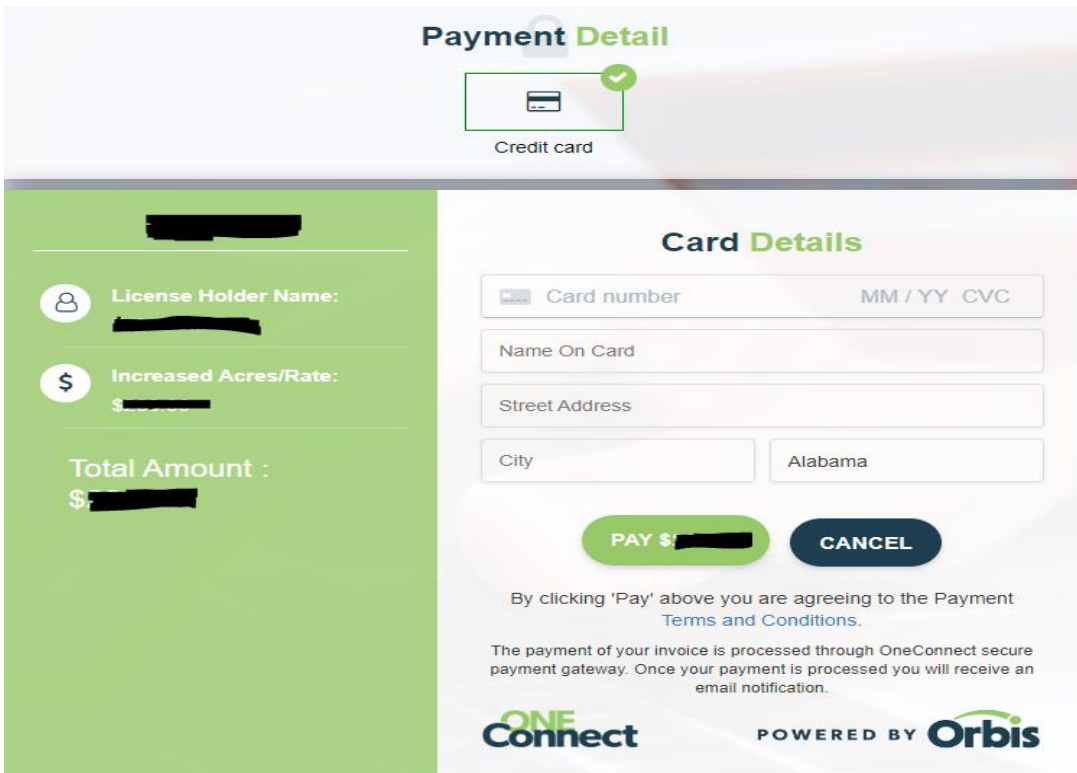 Payment Detail
Credit card
License Holder Name:
Increased Acres/Rate:
$
Total Amount :
$
Card Details
Card number MM / YY CVC
Name On Card
Street Address
City Alabama
PAY $
CANCEL
By clicking 'Pay' above you are agreeing to the Payment
Terms and Conditions.
The payment of your invoice is processed through OneConnect secure
payment gateway. Once your payment is processed you will receive an
email notification.
ONE
Connect
POWERED BY Orbis